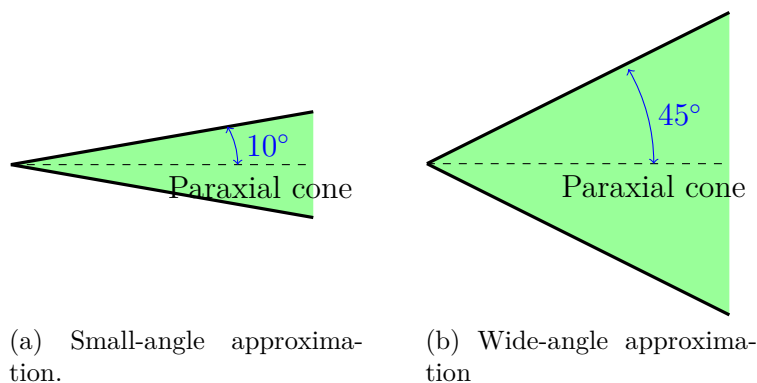 10°
Paraxial cone
(a) Small-angle approxima-
tion.
45°
Paraxial cone
(b) Wide-angle approxima-
tion